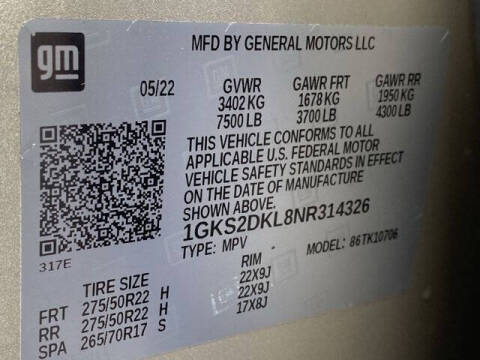 gm
MFD BY GENERAL MOTORS LLC
05/22 GVWR GAWR FRT GAWR RR
3402 KG 1678 KG 1950 KG
7500 LB 3700 LB 4300 LB
THIS VEHICLE CONFORMS TO ALL
APPLICABLE U.S. FEDERAL MOTOR
VEHICLE SAFETY STANDARDS IN EFFECT
ON THE DATE OF MANUFACTURE
SHOWN ABOVE.
1GKS2DKL8NR314326
TYPE: MPV MODEL: 86TK10706
317E
TIRE SIZE RIM
FRT 275/50R22 H 22X9J
RR 275/50R22 H 22X9J
SPA 265/70R17 S 17X8J